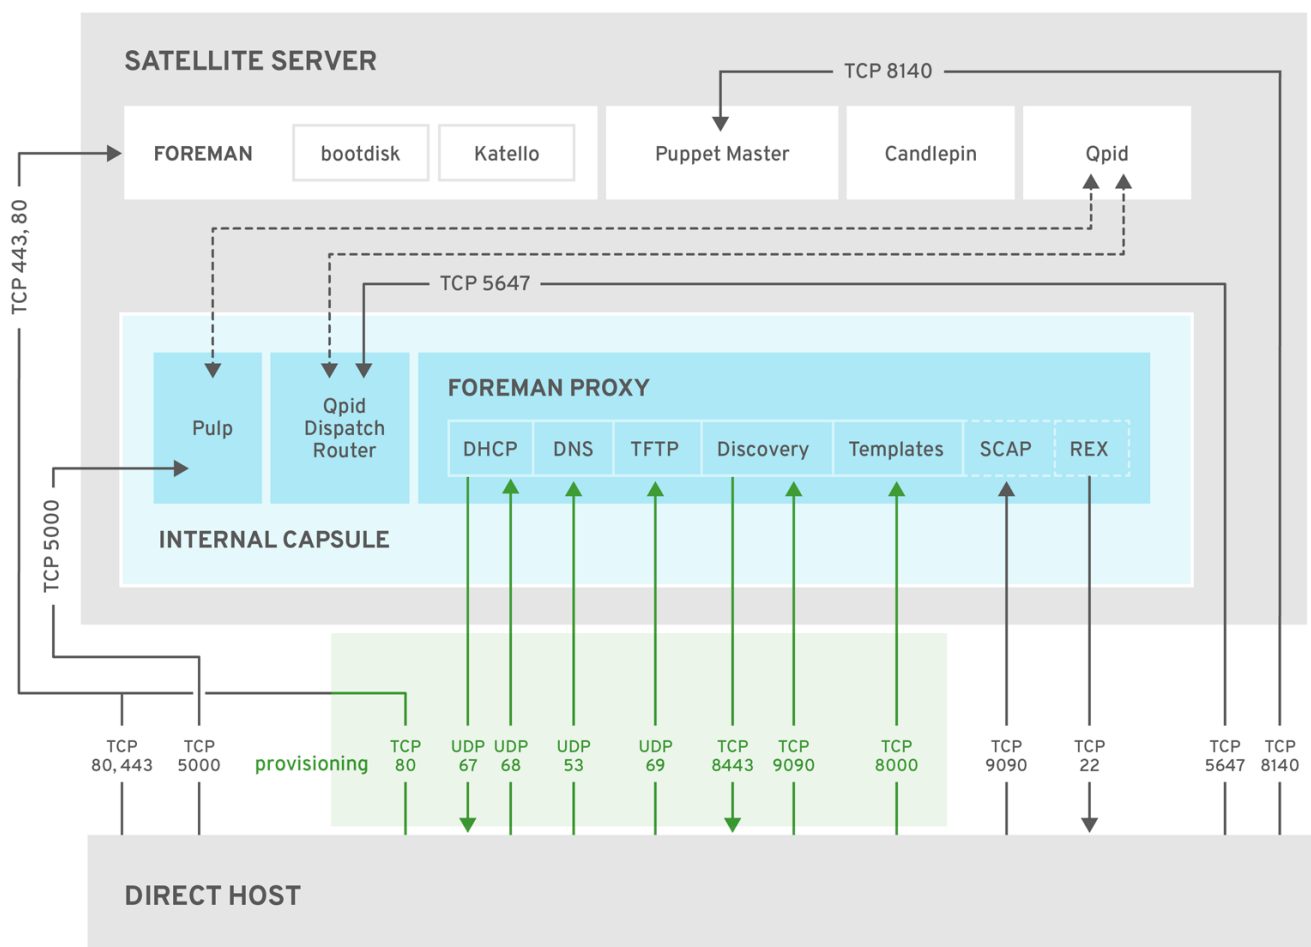 SATELLITE SERVER
TCP 8140
FOREMAN
bootdisk
Katello
Puppet Master
Candlepin
Qpid
TCP 443, 80
TCP 5647
FOREMAN PROXY
Pulp
Qpid
Dispatch
Router
DHCP
DNS
TFTP
Discovery
Templates
SCAP
REX
INTERNAL CAPSULE
TCP 5000
TCP
80, 443
TCP
5000
provisioning
TCP
80
UDP
67
UDP
68
UDP
53
UDP
69
TCP
8443
TCP
9090
TCP
8000
TCP
9090
TCP
22
TCP
5647
TCP
8140
DIRECT HOST